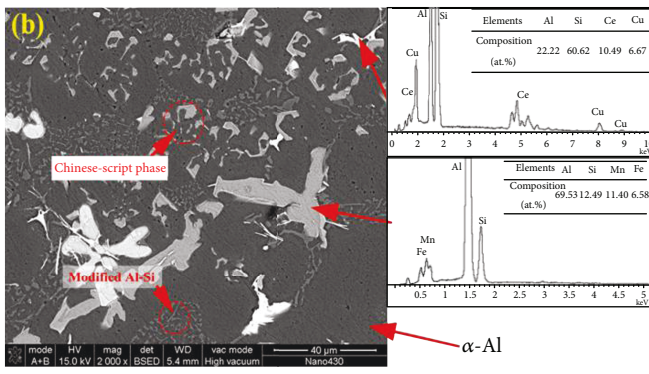 (b)
Chinese-script phase
Modified Al-Si
α-Al
mode HV mag det WD vac mode 40 μm
A+B 15.0 kV 2 000 x BSED 5.4 mm High vacuum Nano430
Al Si
Elements Al Si Ce Cu
Composition (at.%) 22.22 60.62 10.49 6.67
Cu
Ce
Ce
Cu
Cu
0 1 2 3 4 5 6 7 8 9 10
keV
Al
Elements Al Si Mn Fe
Composition (at.%) 69.53 12.49 11.40 6.58
Si
Mn
Fe
0.5 1 1.5 2 2.5 3 3.5 4 4.5 5
keV